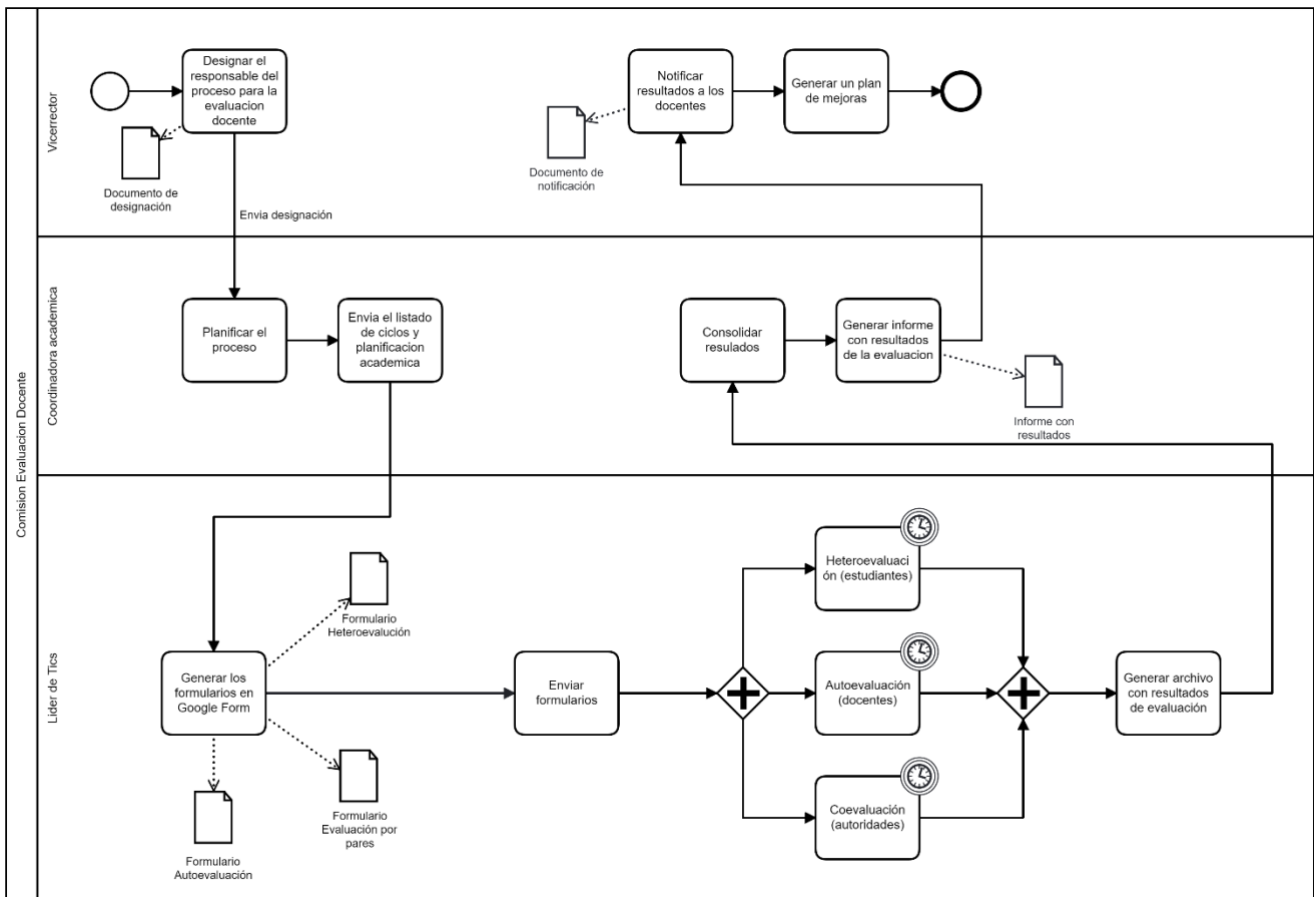 Comision Evaluacion Docente
Vicerrector
Designar el
responsable del
proceso para la
evaluacion
docente
Documento de
designación
Envia designación
Notificar
resultados a los
docentes
Documento de
notificación
Generar un plan
de mejoras
Coordinadora academica
Planificar el
proceso
Envia el listado
de ciclos y
planificacion
academica
Consolidar
resulados
Generar informe
con resultados
de la evaluacion
Informe con
resultados
Lider de Tics
Generar los
formularios en
Google Form
Formulario
Heteroevalución
Formulario
Evaluación por
pares
Formulario
Autoevaluación
Enviar
formularios
Heteroevaluaci
ón (estudiantes)
Autoevaluación
(docentes)
Coevaluación
(autoridades)
Generar archivo
con resultados
de evaluación